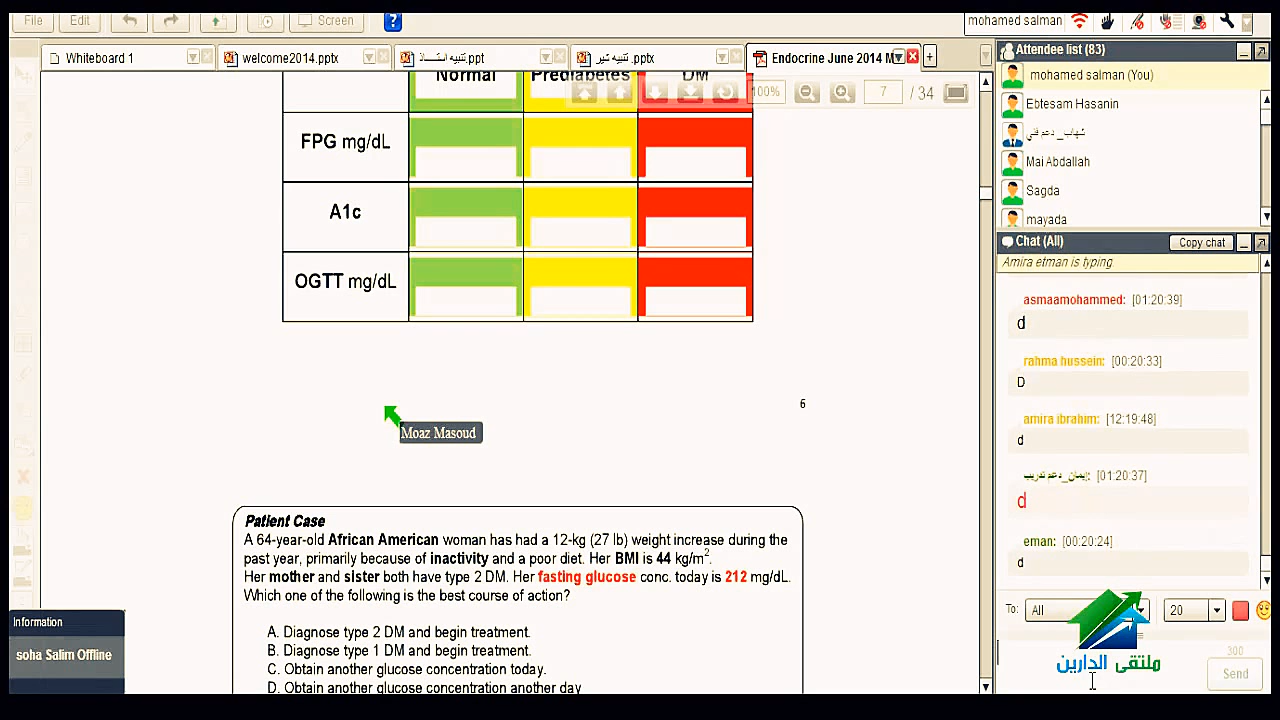 File
Edit
Screen
?
mohamed salman
Whiteboard 1
welcome2014.pptx
Endocrine June 2014 M
+
100%
7
/ 34
Normal
Prediabetes
DM
FPG mg/dL
A1c
OGTT mg/dL
Moaz Masoud
6
Patient Case
A 64-year-old African American woman has had a 12-kg (27 lb) weight increase during the
past year, primarily because of inactivity and a poor diet. Her BMI is 44 kg/m2.
Her mother and sister both have type 2 DM. Her fasting glucose conc. today is 212 mg/dL.
Which one of the following is the best course of action?
A. Diagnose type 2 DM and begin treatment.
B. Diagnose type 1 DM and begin treatment.
C. Obtain another glucose concentration today.
D. Obtain another glucose concentration another day
Information
soha Salim Offline
Attendee list (83)
mohamed salman (You)
Ebtesam Hasanin
شهاب_ دعم فني
Mai Abdallah
Sagda
mayada
Chat (All)
Copy chat
Amira etman is typing
asmaamohammed: [01:20:39]
d
rahma hussein: [00:20:33]
D
amira ibrahim: [12:19:48]
d
إيمان_دعم تدريب: [01:20:37]
d
eman: [00:20:24]
d
To:
All
20
ملتقى الدارين
300
Send